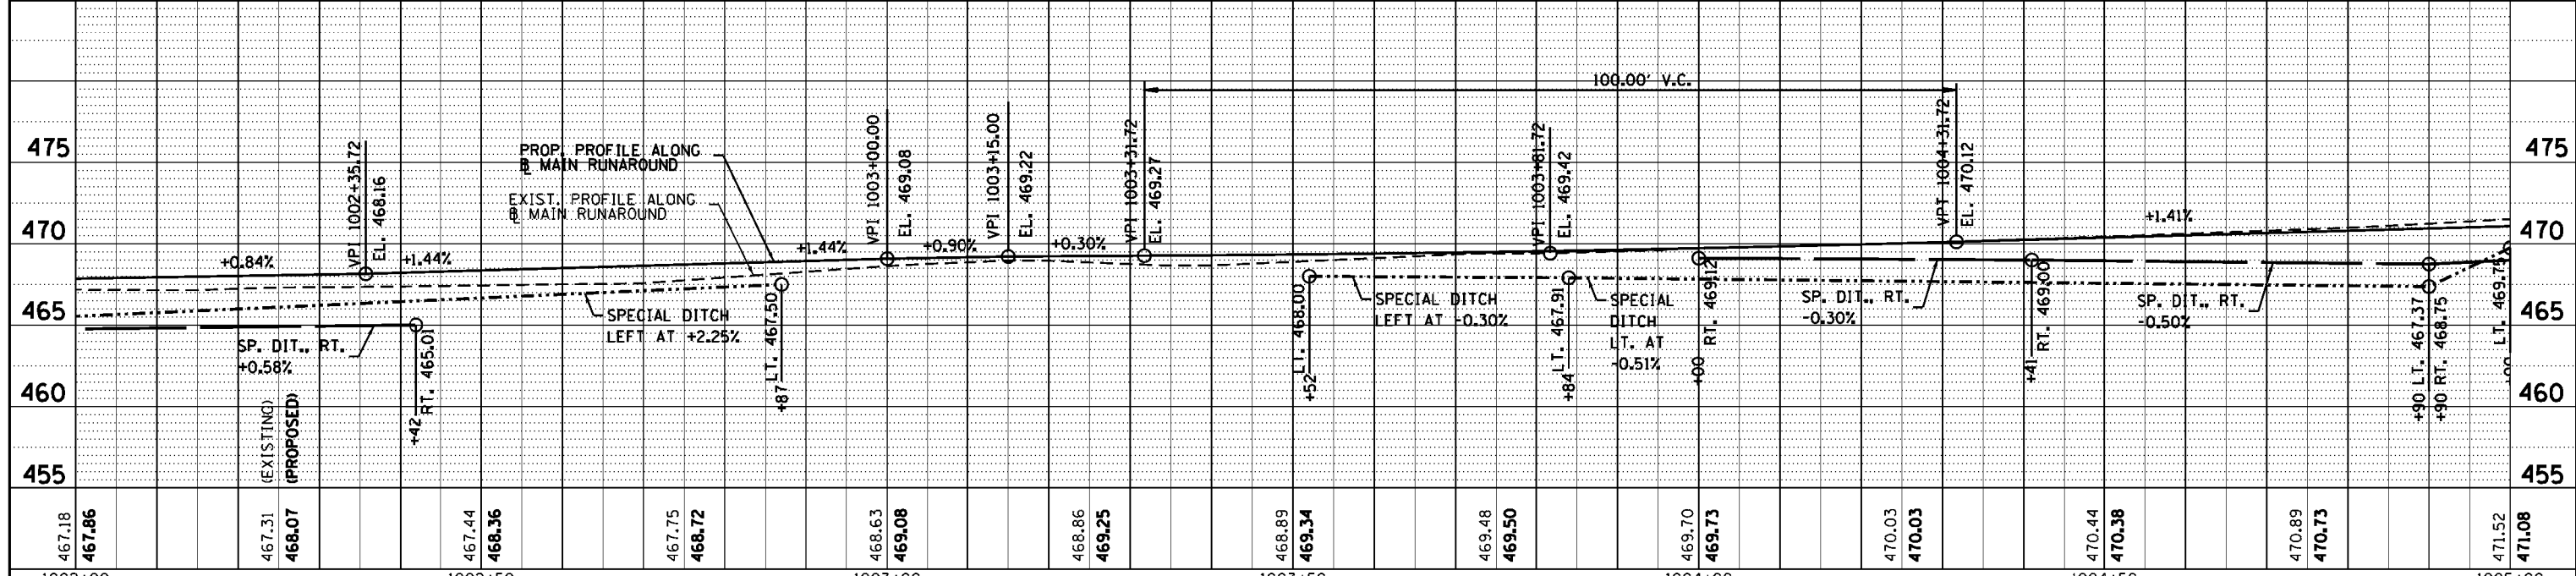 100.00' V.C.
475
VPI 1002+35.72
EL. 468.16
PROP. PROFILE ALONG
℄ MAIN RUNAROUND
EXIST. PROFILE ALONG
℄ MAIN RUNAROUND
VPI 1003+00.00
EL. 469.08
VPI 1003+15.00
EL. 469.22
VPI 1003+31.72
EL. 469.27
VPI 1003+81.72
EL. 469.42
VPT 1004+31.72
EL. 470.12
475
470
+0.84%
+1.44%
+1.44%
+0.90%
+0.30%
+1.41%
470
465
SP. DIT., RT.
+0.58%
+42
RT. 465.01
SPECIAL DITCH
LEFT AT +2.25%
+87
LT. 467.50
+52
LT. 468.00
SPECIAL DITCH
LEFT AT -0.30%
+84
LT. 467.91
SPECIAL
DITCH
LT. AT
-0.51%
+00
RT. 469.12
SP. DIT., RT.
-0.30%
+41
RT. 469.00
SP. DIT., RT.
-0.50%
+90 LT. 467.37
+90 RT. 468.75
LT. 469.75
465
460
(EXISTING)
(PROPOSED)
460
455
455
467.18
467.86
467.31
468.07
467.44
468.36
467.75
468.72
468.63
469.08
468.86
469.25
468.89
469.34
469.48
469.50
469.70
469.73
470.03
470.03
470.44
470.38
470.89
470.73
471.52
471.08